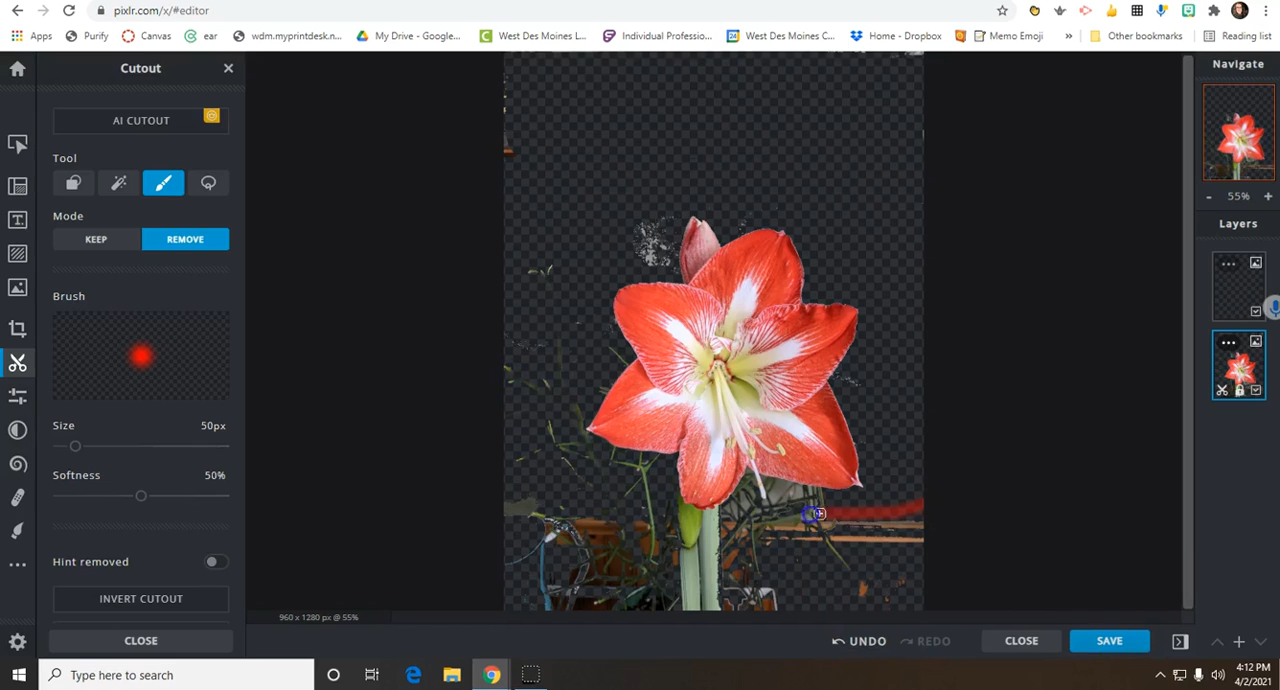 pixlr.com/x/#editor
Apps Purify Canva ear wdm.myprintdesk.n... My Drive - Google... West Des Moines L... Individual Professio... West Des Moines C... Home - Dropbox Memo Emoji » Other bookmarks Reading list
Cutout
Navigate
AI CUTOUT
Tool
Mode
KEEP REMOVE
- 55% +
Layers
Brush
Size 50px
Softness 50%
Hint removed
INVERT CUTOUT
960 x 1280 px @ 55%
CLOSE
UNDO REDO CLOSE SAVE
Type here to search
4:12 PM
4/2/2021